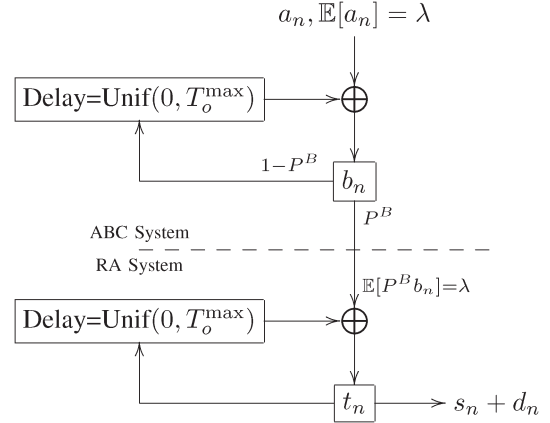 a_n, 𝔼[a_n] = λ
Delay=Unif(0, T_o^max)
⊕
1−P^B
b_n
P^B
ABC System
RA System
𝔼[P^B b_n]=λ
Delay=Unif(0, T_o^max)
⊕
t_n
s_n + d_n